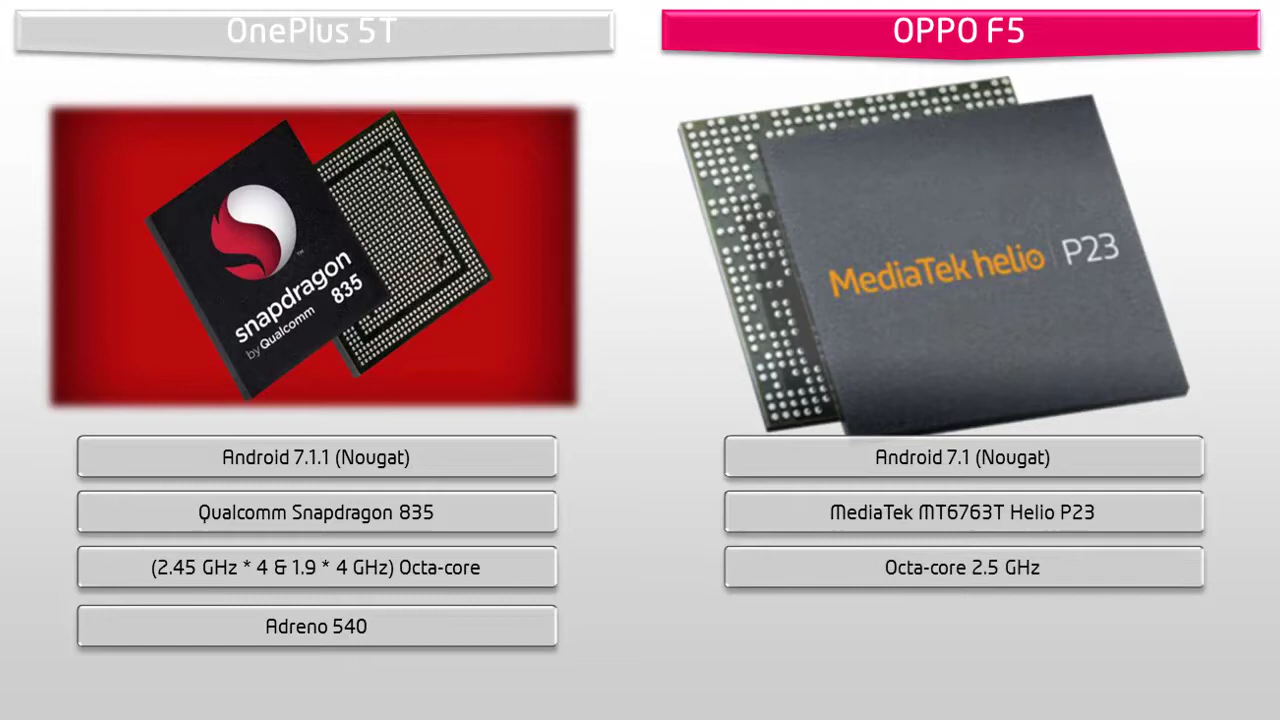 OnePlus 5T
OPPO F5
snapdragon
835
by Qualcomm
MediaTek helio P23
Android 7.1.1 (Nougat)
Qualcomm Snapdragon 835
(2.45 GHz * 4 & 1.9 * 4 GHz) Octa-core
Adreno 540
Android 7.1 (Nougat)
MediaTek MT6763T Helio P23
Octa-core 2.5 GHz